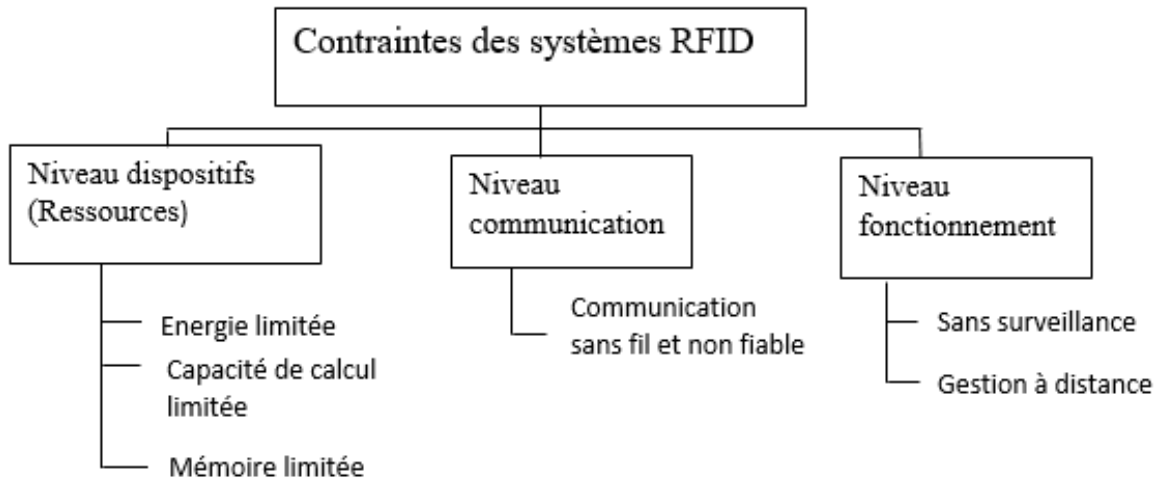 Contraintes des systèmes RFID
Niveau dispositifs
(Ressources)
Energie limitée
Capacité de calcul
limitée
Mémoire limitée
Niveau
communication
Communication
sans fil et non fiable
Niveau
fonctionnement
Sans surveillance
Gestion à distance